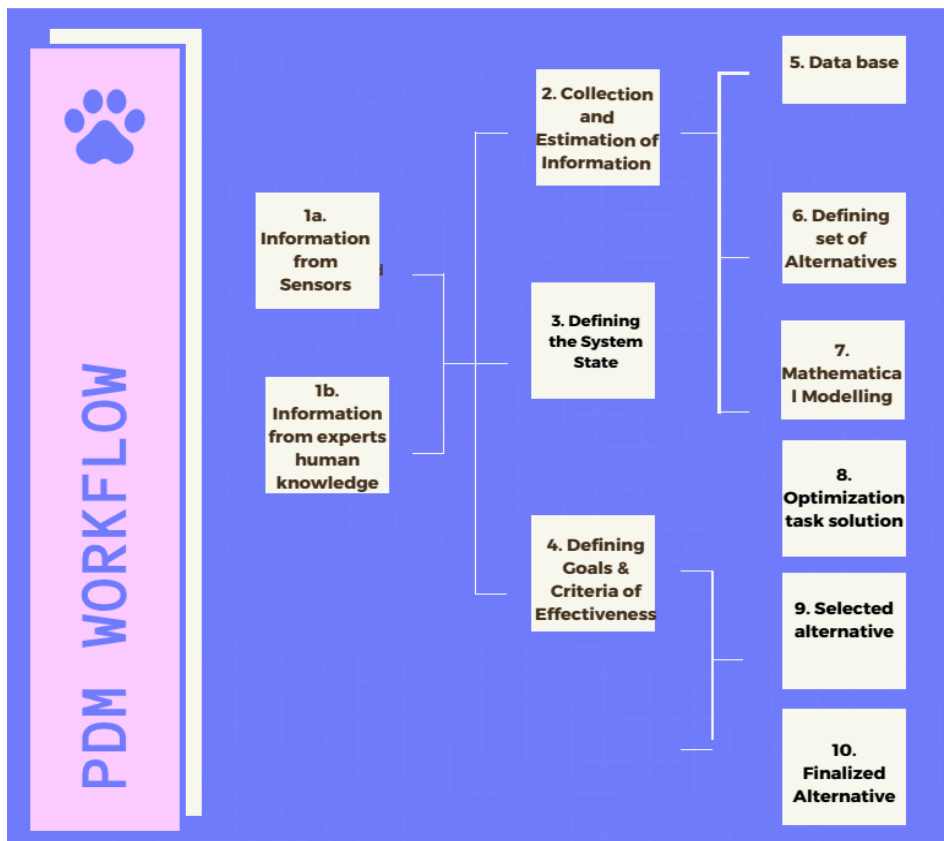 PDM WORKFLOW
1a.
Information
from
Sensors
d
1b.
Information
from experts
human
knowledge
2. Collection
and
Estimation of
Information
3. Defining
the System
State
4. Defining
Goals &
Criteria of
Effectiveness
5. Data base
6. Defining
set of
Alternatives
7.
Mathematica
l Modelling
8.
Optimization
task solution
9. Selected
alternative
10.
Finalized
Alternative